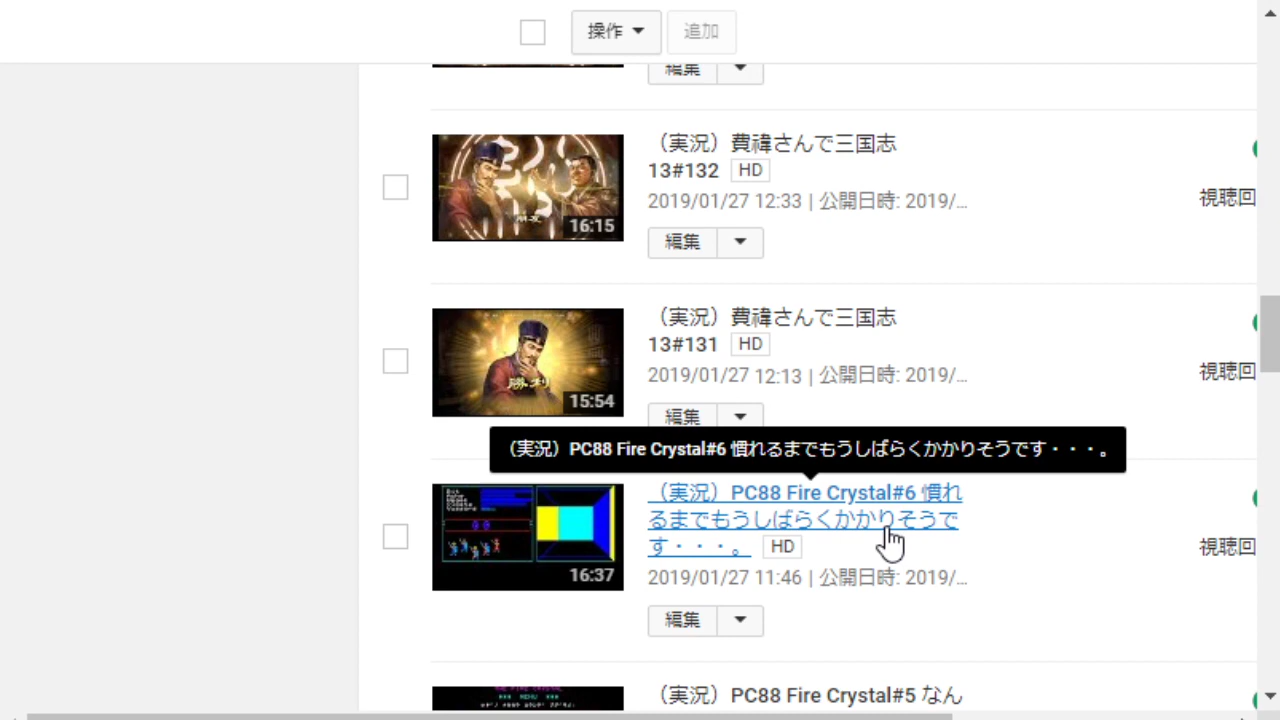 操作 追加
編集
（実況）費禕さんで三国志
13#132 HD
2019/01/27 12:33 | 公開日時: 2019/...
視聴回
16:15
編集
（実況）費禕さんで三国志
13#131 HD
2019/01/27 12:13 | 公開日時: 2019/...
視聴回
勝利
15:54
編集
（実況）PC88 Fire Crystal#6 慣れるまでもうしばらくかかりそうです・・・。
（実況）PC88 Fire Crystal#6 慣れ
るまでもうしばらくかかりそうで
す・・・。 HD
2019/01/27 11:46 | 公開日時: 2019/...
視聴回
16:37
編集
（実況）PC88 Fire Crystal#5 なん
THE FIRE CRYSTAL
*** MENU ***